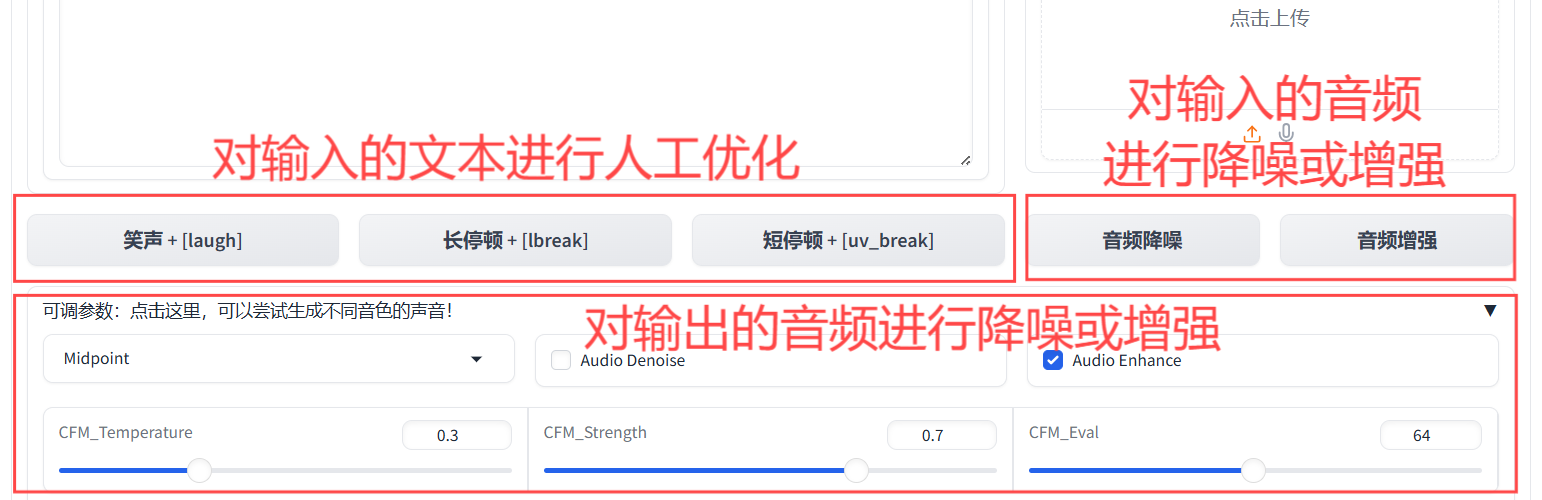 点击上传
对输入的音频
进行降噪或增强
对输入的文本进行人工优化
笑声 + [laugh]
长停顿 + [lbreak]
短停顿 + [uv_break]
音频降噪
音频增强
可调参数：点击这里，可以尝试生成不同音色的声音！
对输出的音频进行降噪或增强
Midpoint
Audio Denoise
Audio Enhance
CFM_Temperature
0.3
CFM_Strength
0.7
CFM_Eval
64